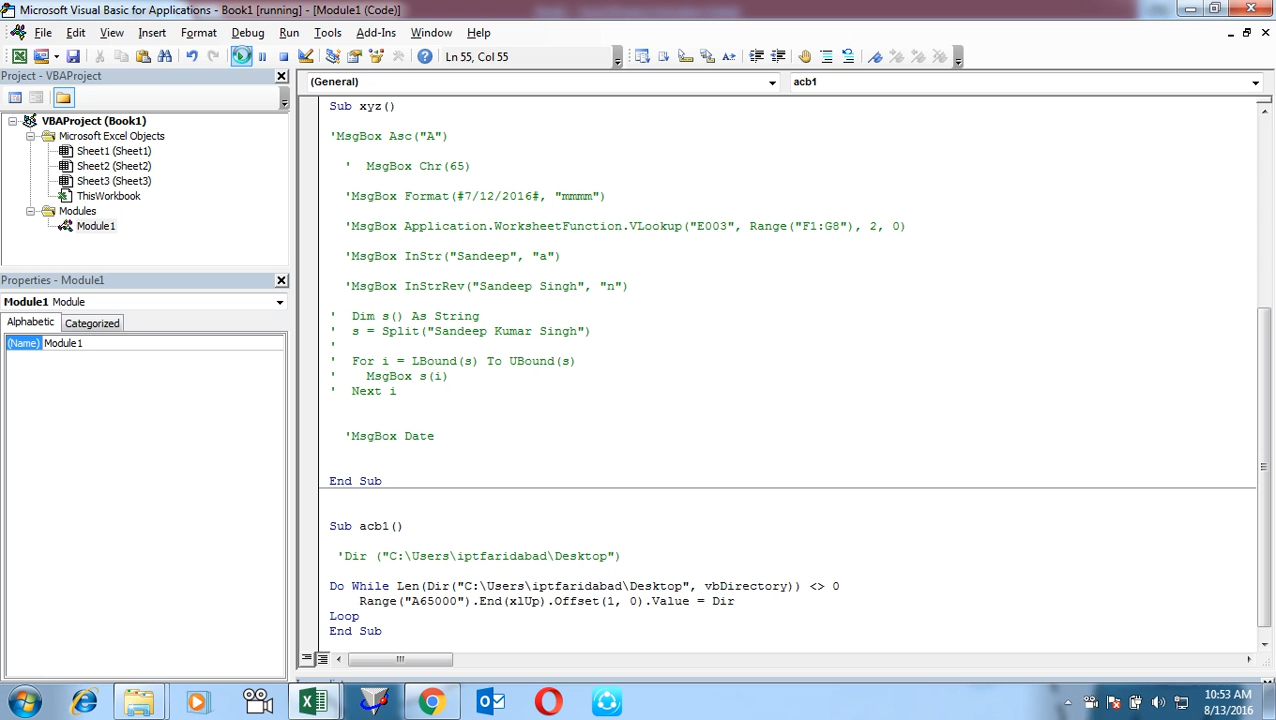 Microsoft Visual Basic for Applications - Book1 [running] - [Module1 (Code)]
File Edit View Insert Format Debug Run Tools Add-Ins Window Help
Ln 55, Col 55
Project - VBAProject
(General)
acb1
VBAProject (Book1)
Microsoft Excel Objects
Sheet1 (Sheet1)
Sheet2 (Sheet2)
Sheet3 (Sheet3)
ThisWorkbook
Modules
Module1
Properties - Module1
Module1 Module
Alphabetic Categorized
(Name) Module1
Sub xyz()
'MsgBox Asc("A")
' MsgBox Chr(65)
'MsgBox Format(#7/12/2016#, "mmmm")
'MsgBox Application.WorksheetFunction.VLookup("E003", Range("F1:G8"), 2, 0)
'MsgBox InStr("Sandeep", "a")
'MsgBox InStrRev("Sandeep Singh", "n")
' Dim s() As String
' s = Split("Sandeep Kumar Singh")
'
' For i = LBound(s) To UBound(s)
' MsgBox s(i)
' Next i
'MsgBox Date
End Sub
Sub acb1()
'Dir ("C:\Users\iptfaridabad\Desktop")
Do While Len(Dir("C:\Users\iptfaridabad\Desktop", vbDirectory)) <> 0
Range("A65000").End(xlUp).Offset(1, 0).Value = Dir
Loop
End Sub
10:53 AM
8/13/2016